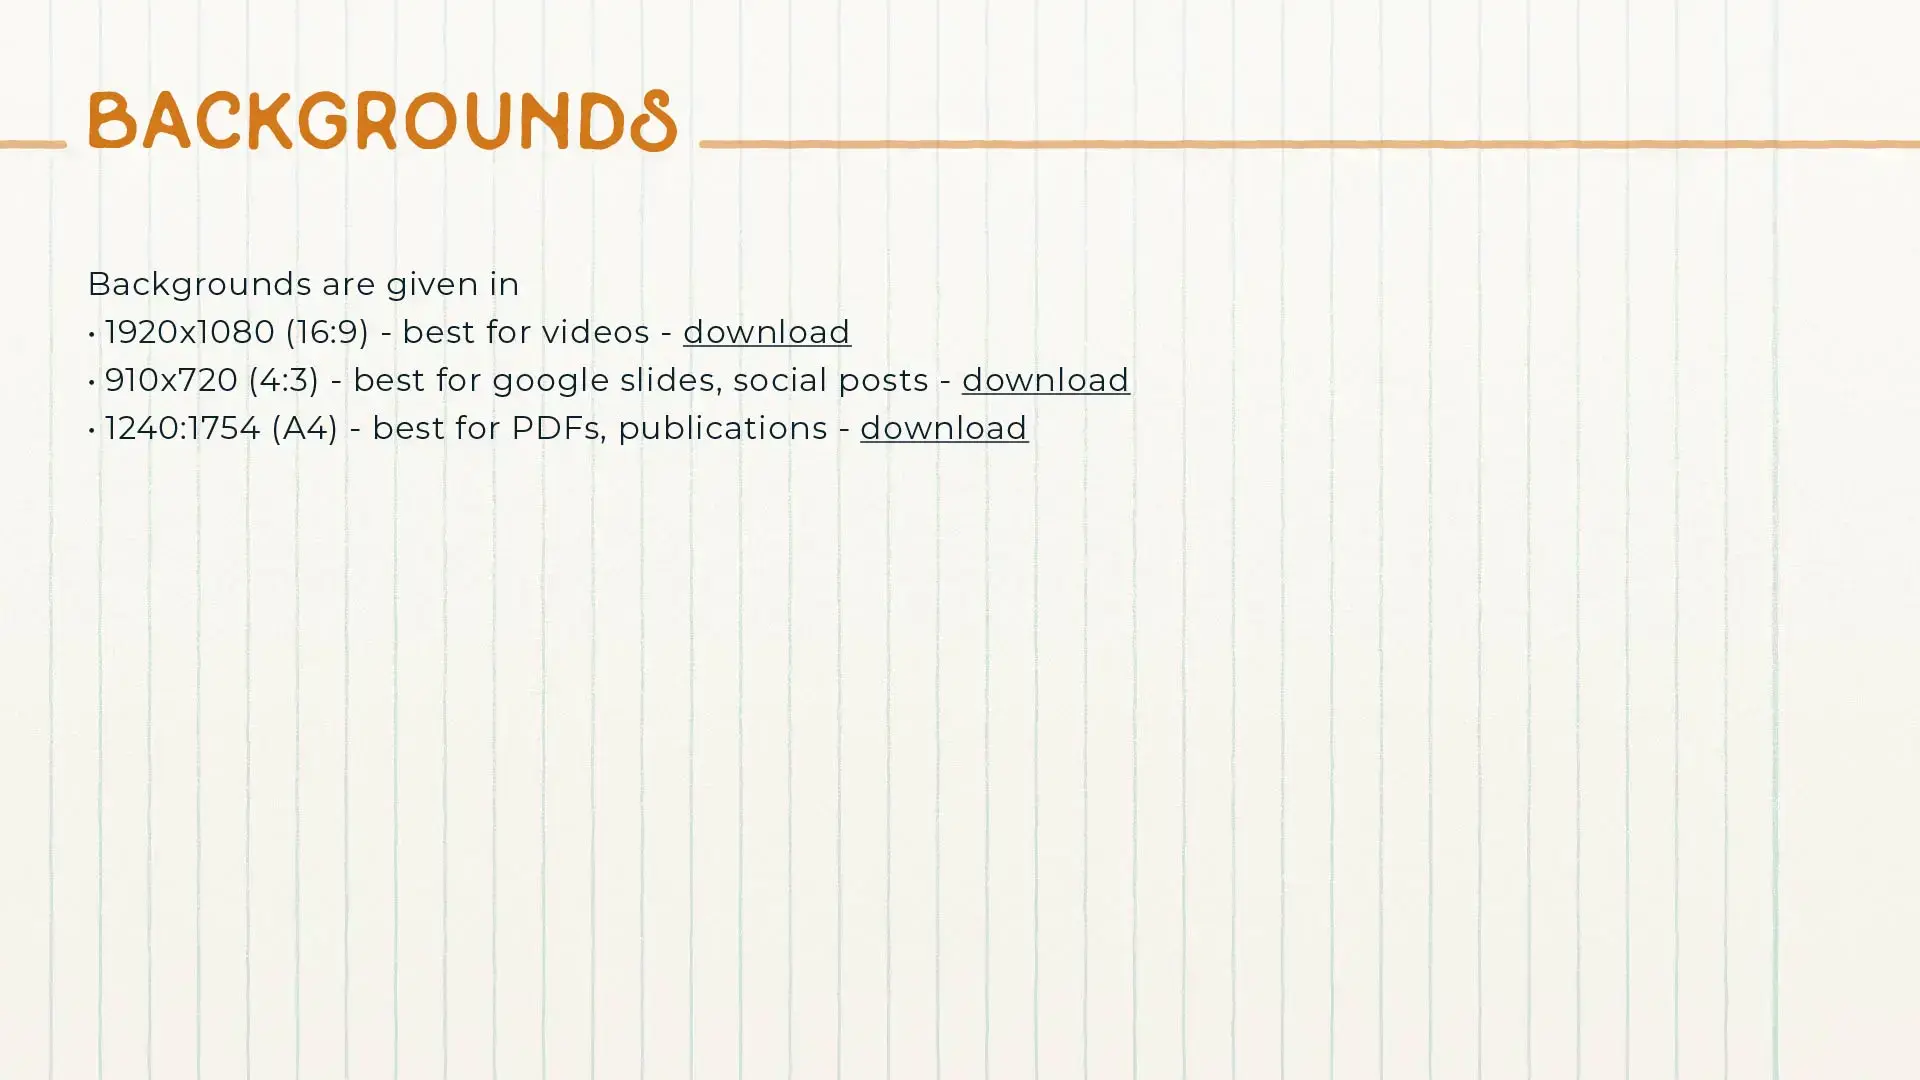 BACKGROUNDS
Backgrounds are given in
• 1920x1080 (16:9) - best for videos - download
• 910x720 (4:3) - best for google slides, social posts - download
• 1240:1754 (A4) - best for PDFs, publications - download